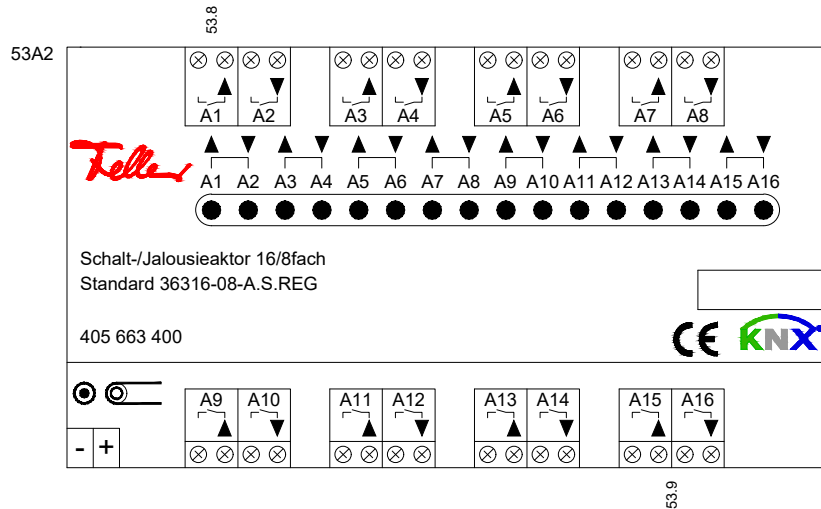 53.8
53A2
A1 A2 A3 A4 A5 A6 A7 A8
Feller
A1 A2 A3 A4 A5 A6 A7 A8 A9 A10 A11 A12 A13 A14 A15 A16
Schalt-/Jalousieaktor 16/8fach
Standard 36316-08-A.S.REG
405 663 400
CE KNX
A9 A10 A11 A12 A13 A14 A15 A16
- +
53.9